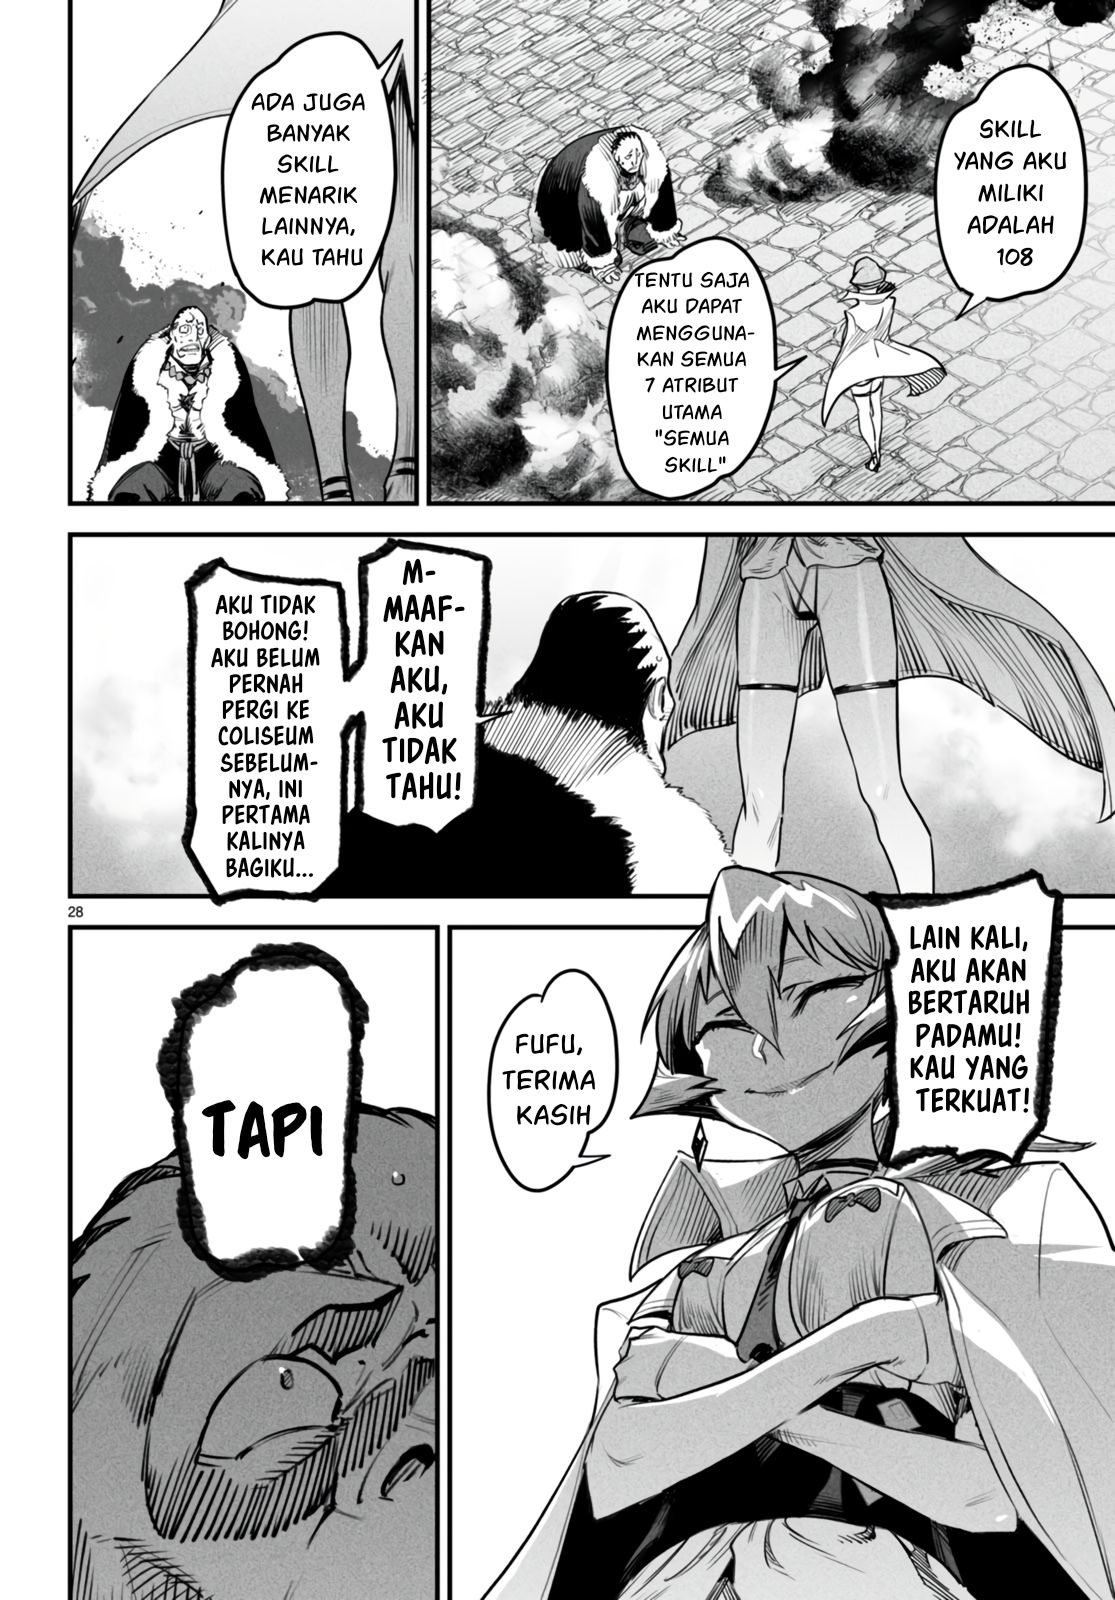 SKILL
YANG AKU
MILIKI
ADALAH
108
TENTU SAJA
AKU DAPAT
MENGGUNA-
KAN SEMUA
7 ATRIBUT
UTAMA
"SEMUA
SKILL"
ADA JUGA
BANYAK
SKILL
MENARIK
LAINNYA,
KAU TAHU
M-
MAAF-
KAN
AKU,
AKU
TIDAK
TAHU!
AKU TIDAK
BOHONG!
AKU BELUM
PERNAH
PERGI KE
COLISEUM
SEBELUM-
NYA, INI
PERTAMA
KALINYA
BAGIKU...
28
LAIN KALI,
AKU AKAN
BERTARUH
PADAMU!
KAU YANG
TERKUAT!
FUFU,
TERIMA
KASIH
TAPI